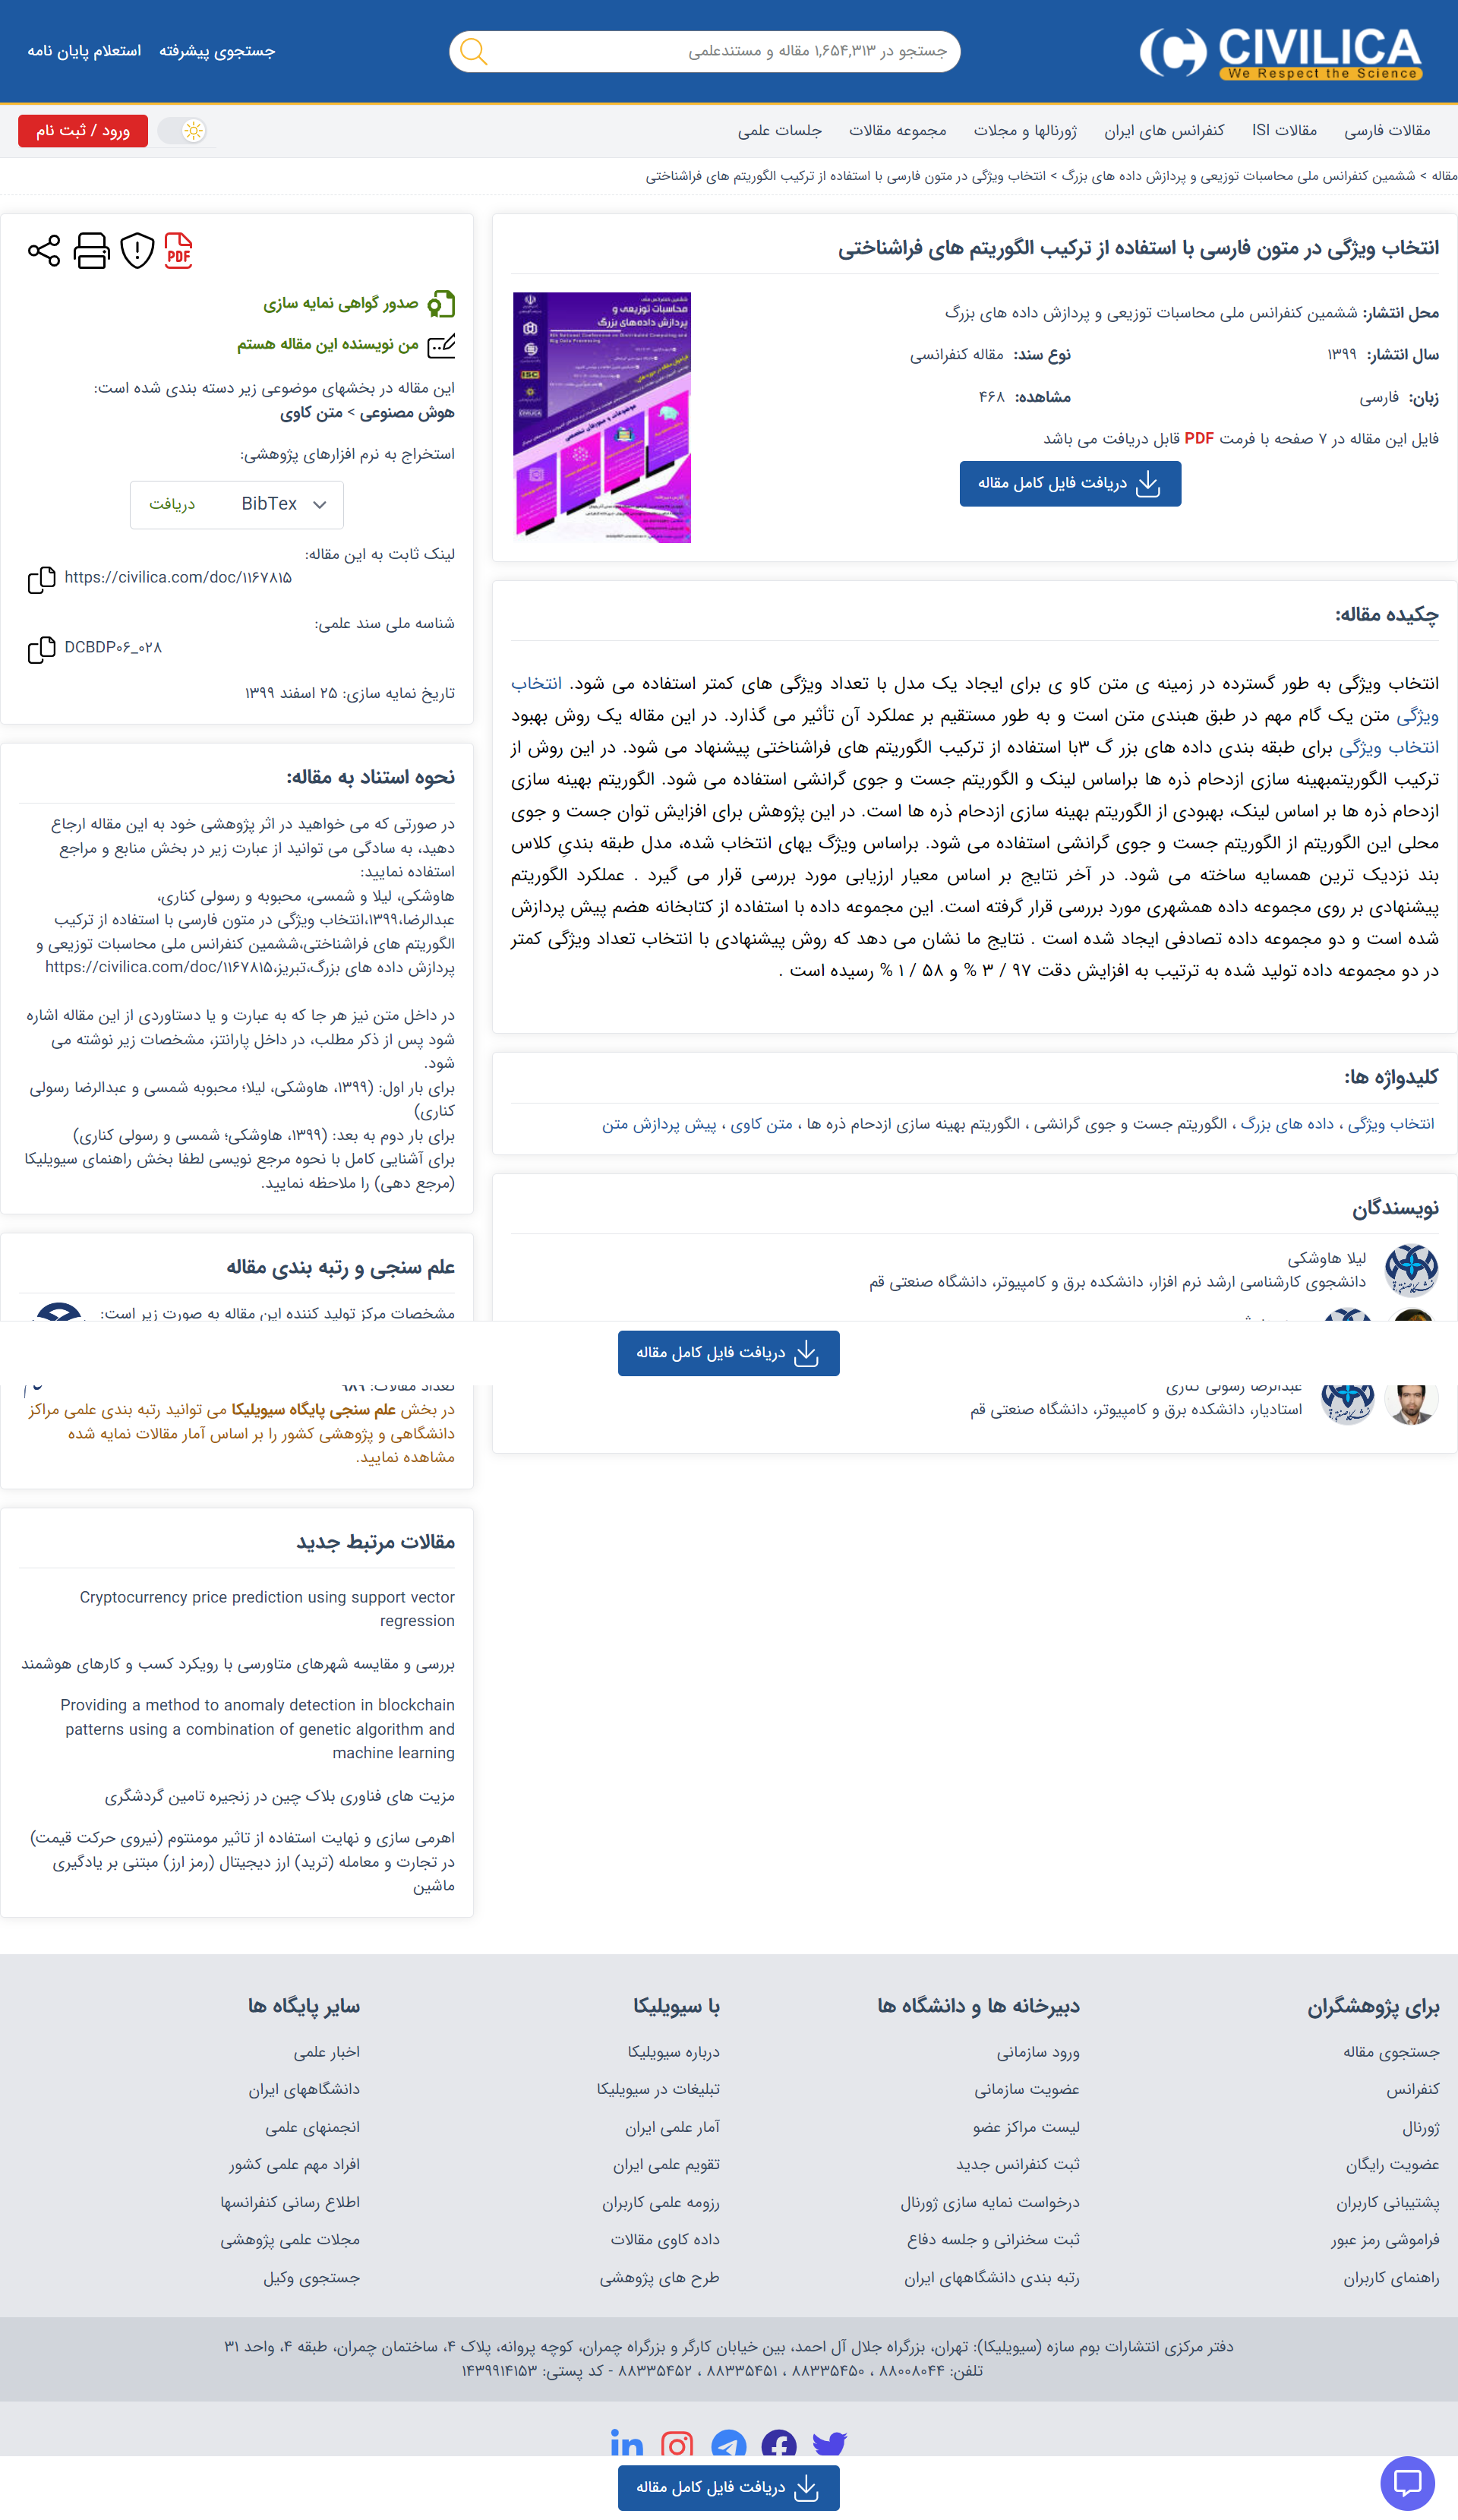 CIVILICA
We Respect the Science
جستجو در ۱,۶۵۴,۳۱۳ مقاله و مستندعلمی
جستجوی پیشرفته
استعلام پایان نامه
مقالات فارسی
مقالات ISI
کنفرانس های ایران
ژورنالها و مجلات
مجموعه مقالات
جلسات علمی
ورود / ثبت نام
مقاله > ششمین کنفرانس ملی محاسبات توزیعی و پردازش داده های بزرگ > انتخاب ویژگی در متون فارسی با استفاده از ترکیب الگوریتم های فراشناختی
انتخاب ویژگی در متون فارسی با استفاده از ترکیب الگوریتم های فراشناختی
محل انتشار: ششمین کنفرانس ملی محاسبات توزیعی و پردازش داده های بزرگ
سال انتشار: ۱۳۹۹
نوع سند: مقاله کنفرانسی
زبان: فارسی
مشاهده: ۴۶۸
فایل این مقاله در ۷ صفحه با فرمت PDF قابل دریافت می باشد
دریافت فایل کامل مقاله
ششمین کنفرانس ملی
محاسبات توزیعی و
پردازش داده‌های بزرگ
چکیده مقاله:
انتخاب ویژگی به طور گسترده در زمینه ی متن کاو ی برای ایجاد یک مدل با تعداد ویژگی های کمتر استفاده می شود. انتخاب
ویژگی متن یک گام مهم در طبق هبندی متن است و به طور مستقیم بر عملکرد آن تأثیر می گذارد. در این مقاله یک روش بهبود
انتخاب ویژگی برای طبقه بندی داده های بزر گ ۳با استفاده از ترکیب الگوریتم های فراشناختی پیشنهاد می شود. در این روش از
ترکیب الگوریتمبهینه سازی ازدحام ذره ها براساس لینک و الگوریتم جست و جوی گرانشی استفاده می شود. الگوریتم بهینه سازی
ازدحام ذره ها بر اساس لینک، بهبودی از الگوریتم بهینه سازی ازدحام ذره ها است. در این پژوهش برای افزایش توان جست و جوی
محلی این الگوریتم از الگوریتم جست و جوی گرانشی استفاده می شود. براساس ویژگ یهای انتخاب شده، مدل طبقه بندیِ کلاس
بند نزدیک ترین همسایه ساخته می شود. در آخر نتایج بر اساس معیار ارزیابی مورد بررسی قرار می گیرد . عملکرد الگوریتم
پیشنهادی بر روی مجموعه داده همشهری مورد بررسی قرار گرفته است. این مجموعه داده با استفاده از کتابخانه هضم پیش پردازش
شده است و دو مجموعه داده تصادفی ایجاد شده است . نتایج ما نشان می دهد که روش پیشنهادی با انتخاب تعداد ویژگی کمتر
در دو مجموعه داده تولید شده به ترتیب به افزایش دقت ۹۷ / ۳ % و ۵۸ / ۱ % رسیده است .
کلیدواژه ها:
انتخاب ویژگی ، داده های بزرگ ، الگوریتم جست و جوی گرانشی ، الگوریتم بهینه سازی ازدحام ذره ها ، متن کاوی ، پیش پردازش متن
نویسندگان
لیلا هاوشکی
دانشجوی کارشناسی ارشد نرم افزار، دانشکده برق و کامپیوتر، دانشگاه صنعتی قم
عبدالرضا رسولی کناری
استادیار، دانشکده برق و کامپیوتر، دانشگاه صنعتی قم
PDF
صدور گواهی نمایه سازی
من نویسنده این مقاله هستم
این مقاله در بخشهای موضوعی زیر دسته بندی شده است:
هوش مصنوعی > متن کاوی
استخراج به نرم افزارهای پژوهشی:
BibTex
دریافت
لینک ثابت به این مقاله:
https://civilica.com/doc/۱۱۶۷۸۱۵
شناسه ملی سند علمی:
DCBDP۰۶_۰۲۸
تاریخ نمایه سازی: ۲۵ اسفند ۱۳۹۹
نحوه استناد به مقاله:
در صورتی که می خواهید در اثر پژوهشی خود به این مقاله ارجاع
دهید، به سادگی می توانید از عبارت زیر در بخش منابع و مراجع
استفاده نمایید:
هاوشکی، لیلا و شمسی، محبوبه و رسولی کناری،
عبدالرضا،۱۳۹۹،انتخاب ویژگی در متون فارسی با استفاده از ترکیب
الگوریتم های فراشناختی،ششمین کنفرانس ملی محاسبات توزیعی و
پردازش داده های بزرگ،تبریز،https://civilica.com/doc/۱۱۶۷۸۱۵
در داخل متن نیز هر جا که به عبارت و یا دستاوردی از این مقاله اشاره
شود پس از ذکر مطلب، در داخل پارانتز، مشخصات زیر نوشته می
شود.
برای بار اول: (۱۳۹۹، هاوشکی، لیلا؛ محبوبه شمسی و عبدالرضا رسولی
کناری)
برای بار دوم به بعد: (۱۳۹۹، هاوشکی؛ شمسی و رسولی کناری)
برای آشنایی کامل با نحوه مرجع نویسی لطفا بخش راهنمای سیویلیکا
(مرجع دهی) را ملاحظه نمایید.
علم سنجی و رتبه بندی مقاله
مشخصات مرکز تولید کننده این مقاله به صورت زیر است:
دریافت فایل کامل مقاله
تعداد مقالات: ۹۸۹
در بخش علم سنجی پایگاه سیویلیکا می توانید رتبه بندی علمی مراکز
دانشگاهی و پژوهشی کشور را بر اساس آمار مقالات نمایه شده
مشاهده نمایید.
مقالات مرتبط جدید
Cryptocurrency price prediction using support vector
regression
بررسی و مقایسه شهرهای متاورسی با رویکرد کسب و کارهای هوشمند
Providing a method to anomaly detection in blockchain
patterns using a combination of genetic algorithm and
machine learning
مزیت های فناوری بلاک چین در زنجیره تامین گردشگری
اهرمی سازی و نهایت استفاده از تاثیر مومنتوم (نیروی حرکت قیمت)
در تجارت و معامله (ترید) ارز دیجیتال (رمز ارز) مبتنی بر یادگیری
ماشین
برای پژوهشگران
جستجوی مقاله
کنفرانس
ژورنال
عضویت رایگان
پشتیبانی کاربران
فراموشی رمز عبور
راهنمای کاربران
دبیرخانه ها و دانشگاه ها
ورود سازمانی
عضویت سازمانی
لیست مراکز عضو
ثبت کنفرانس جدید
درخواست نمایه سازی ژورنال
ثبت سخنرانی و جلسه دفاع
رتبه بندی دانشگاههای ایران
با سیویلیکا
درباره سیویلیکا
تبلیغات در سیویلیکا
آمار علمی ایران
تقویم علمی ایران
رزومه علمی کاربران
داده کاوی مقالات
طرح های پژوهشی
سایر پایگاه ها
اخبار علمی
دانشگاههای ایران
انجمنهای علمی
افراد مهم علمی کشور
اطلاع رسانی کنفرانسها
مجلات علمی پژوهشی
جستجوی وکیل
دفتر مرکزی انتشارات بوم سازه (سیویلیکا): تهران، بزرگراه جلال آل احمد، بین خیابان کارگر و بزرگراه چمران، کوچه پروانه، پلاک ۴، ساختمان چمران، طبقه ۴، واحد ۳۱
تلفن: ۸۸۰۰۸۰۴۴ ، ۸۸۳۳۵۴۵۰ ، ۸۸۳۳۵۴۵۱ ، ۸۸۳۳۵۴۵۲ - کد پستی: ۱۴۳۹۹۱۴۱۵۳
دریافت فایل کامل مقاله